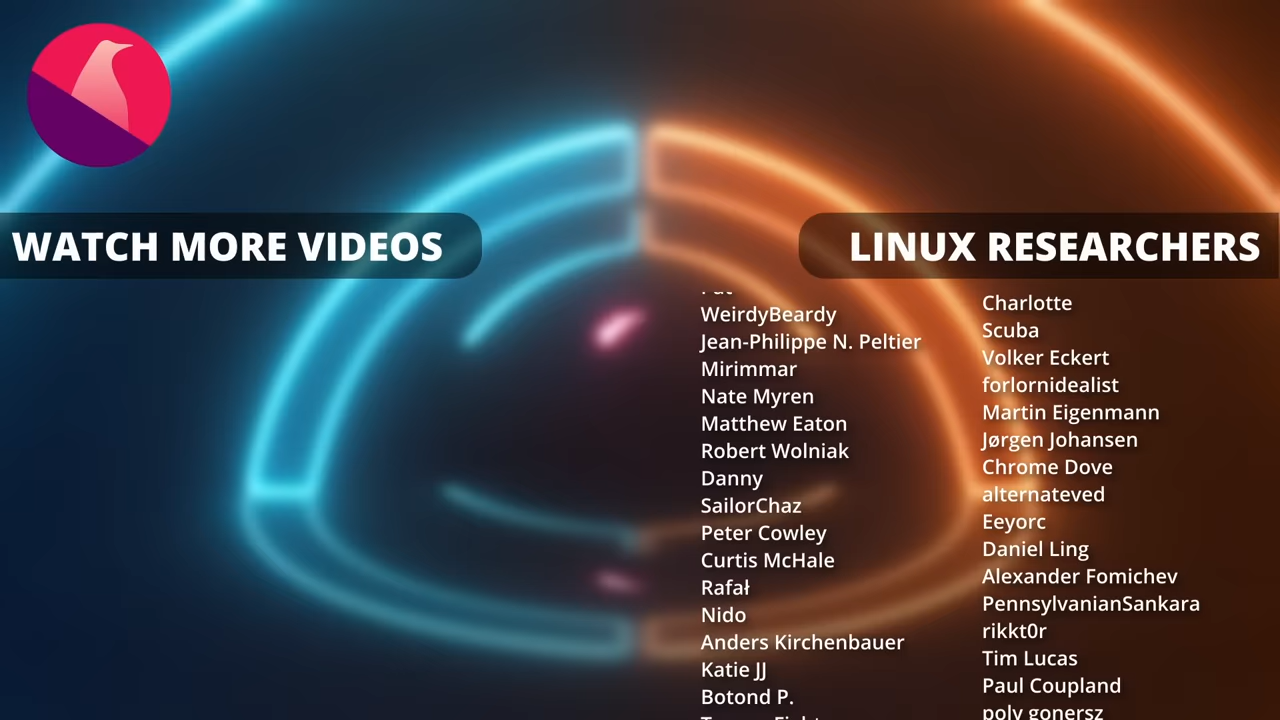 WATCH MORE VIDEOS
LINUX RESEARCHERS
WeirdyBeardy
Jean-Philippe N. Peltier
Mirimmar
Nate Myren
Matthew Eaton
Robert Wolniak
Danny
SailorChaz
Peter Cowley
Curtis McHale
Rafał
Nido
Anders Kirchenbauer
Katie JJ
Botond P.
Charlotte
Scuba
Volker Eckert
forlornidealist
Martin Eigenmann
Jørgen Johansen
Chrome Dove
alternateved
Eeyorc
Daniel Ling
Alexander Fomichev
PennsylvanianSankara
rikkt0r
Tim Lucas
Paul Coupland
poly gonersz